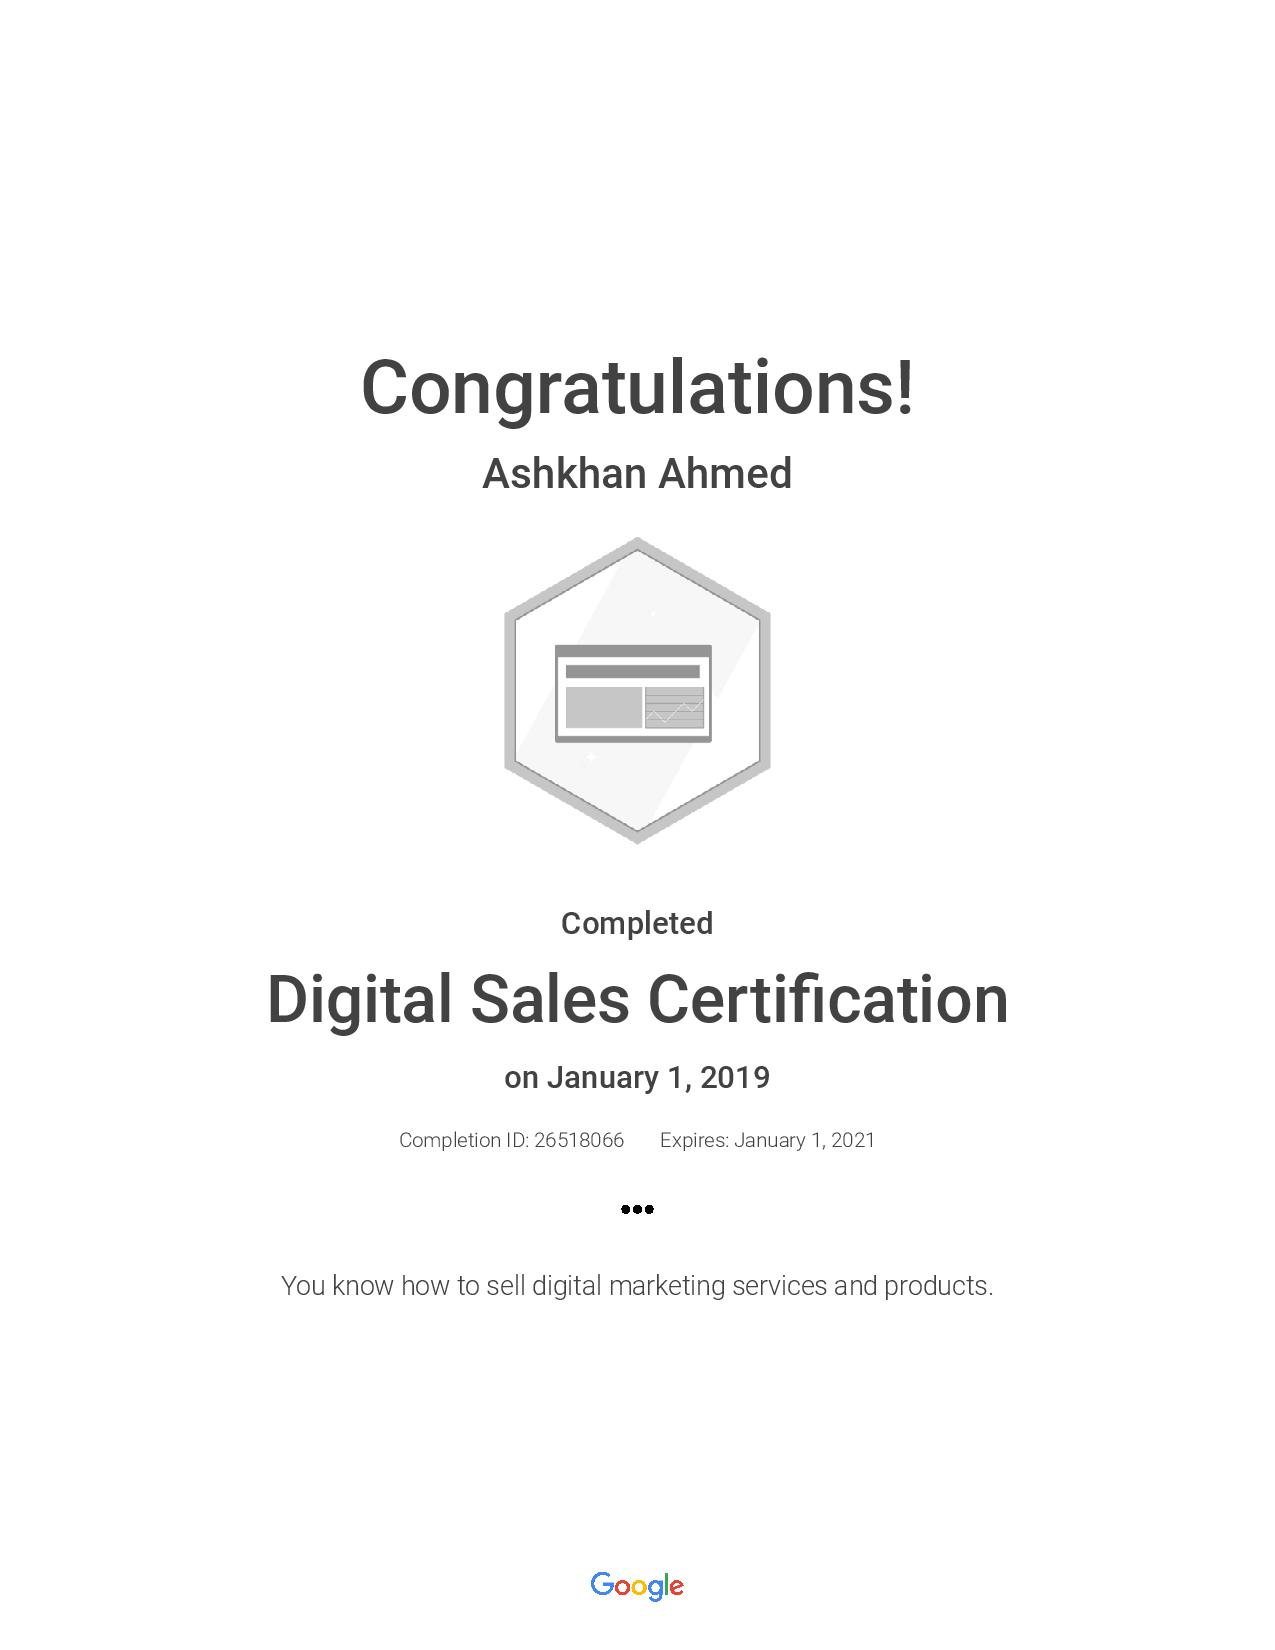 Congratulations!
Ashkhan Ahmed
Completed
Digital Sales Certification
on January 1, 2019
Completion ID: 26518066 Expires: January 1, 2021
•••
You know how to sell digital marketing services and products.
Google